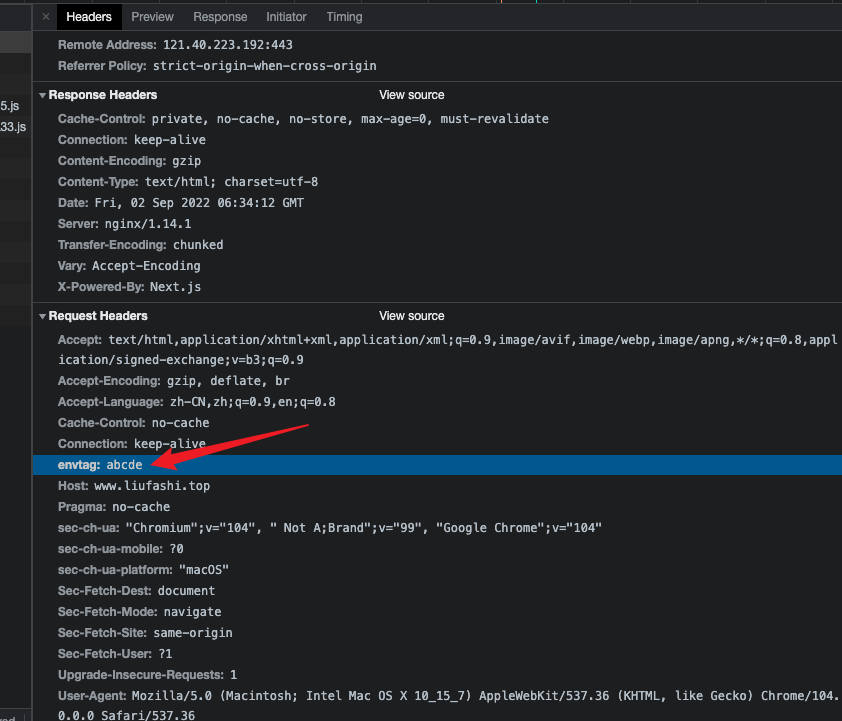 × Headers Preview Response Initiator Timing
Remote Address: 121.40.223.192:443
Referrer Policy: strict-origin-when-cross-origin
Response Headers View source
Cache-Control: private, no-cache, no-store, max-age=0, must-revalidate
Connection: keep-alive
Content-Encoding: gzip
Content-Type: text/html; charset=utf-8
5.js
33.js
Date: Fri, 02 Sep 2022 06:34:12 GMT
Server: nginx/1.14.1
Transfer-Encoding: chunked
Vary: Accept-Encoding
X-Powered-By: Next.js
Request Headers View source
Accept: text/html,application/xhtml+xml,application/xml;q=0.9,image/avif,image/webp,image/apng,*/*;q=0.8,appl
ication/signed-exchange;v=b3;q=0.9
Accept-Encoding: gzip, deflate, br
Accept-Language: zh-CN,zh;q=0.9,en;q=0.8
Cache-Control: no-cache
Connection: keep-alive
envtag: abcde
Host: www.liufashi.top
Pragma: no-cache
sec-ch-ua: "Chromium";v="104", " Not A;Brand";v="99", "Google Chrome";v="104"
sec-ch-ua-mobile: ?0
sec-ch-ua-platform: "macOS"
Sec-Fetch-Dest: document
Sec-Fetch-Mode: navigate
Sec-Fetch-Site: same-origin
Sec-Fetch-User: ?1
Upgrade-Insecure-Requests: 1
User-Agent: Mozilla/5.0 (Macintosh; Intel Mac OS X 10_15_7) AppleWebKit/537.36 (KHTML, like Gecko) Chrome/104.
0.0.0 Safari/537.36